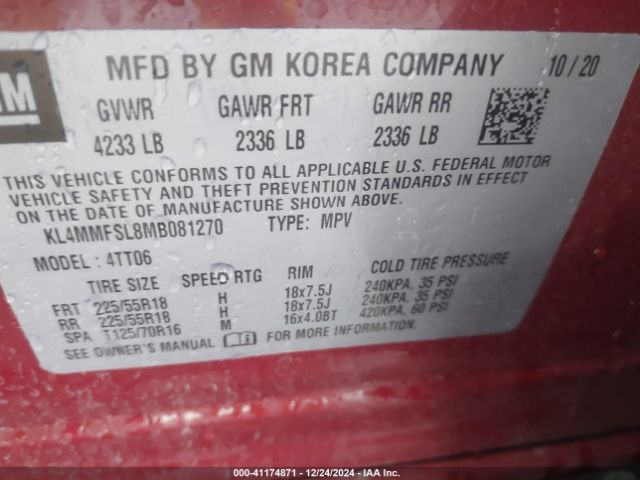 GM
MFD BY GM KOREA COMPANY 10/20
GVWR GAWR FRT GAWR RR
4233 LB 2336 LB 2336 LB
THIS VEHICLE CONFORMS TO ALL APPLICABLE U.S. FEDERAL MOTOR
VEHICLE SAFETY AND THEFT PREVENTION STANDARDS IN EFFECT
ON THE DATE OF MANUFACTURE SHOWN ABOVE.
KL4MMFSL8MB081270 TYPE: MPV
MODEL: 4TT06
TIRE SIZE SPEED RTG RIM COLD TIRE PRESSURE
FRT 225/55R18 H 18x7.5J 240KPA. 35 PSI
RR 225/55R18 H 18x7.5J 240KPA. 35 PSI
SPA T125/70R16 M 16x4.0BT 420KPA. 60 PSI
SEE OWNER'S MANUAL FOR MORE INFORMATION.
000-41174871 - 12/24/2024 - IAA Inc.